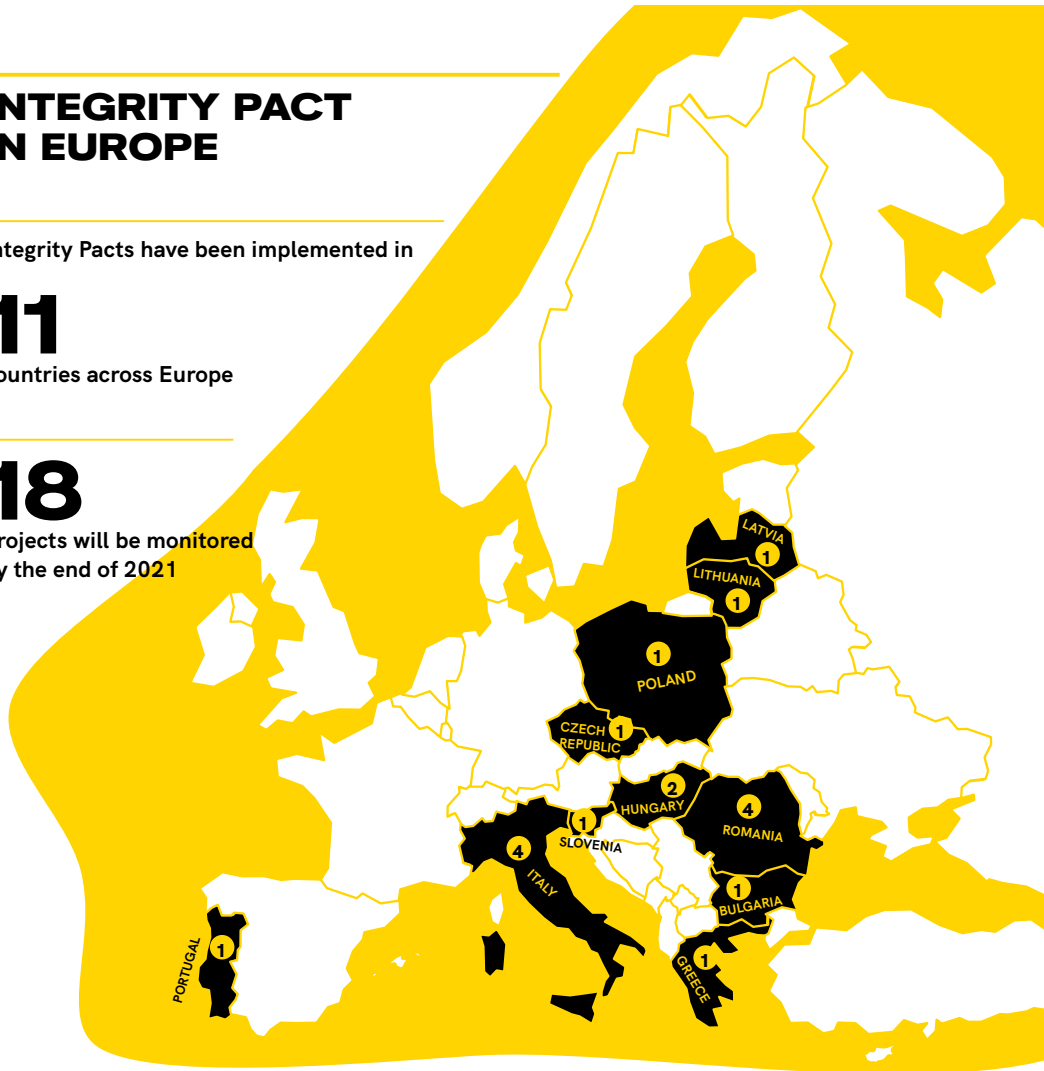 NTEGRITY PACT
N EUROPE
ntegrity Pacts have been implemented in
11
ountries across Europe
18
rojects will be monitored
y the end of 2021
LATVIA
1
LITHUANIA
1
1
POLAND
CZECH
REPUBLIC
1
2
HUNGARY
4
ROMANIA
1
SLOVENIA
4
ITALY
1
BULGARIA
1
GREECE
1
PORTUGAL